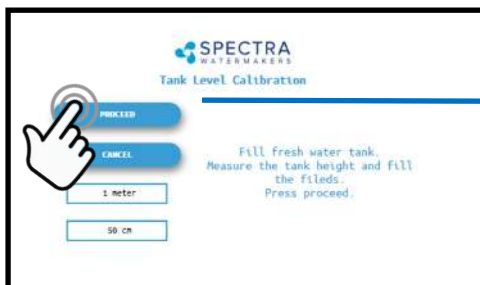 SPECTRA
WATERMAKERS
Tank Level Caltbration
PROCEED
CANCEL
1 meter
50 cm
Fill fresh water tank.
Measure the tank height and fill
the fileds.
Press proceed.